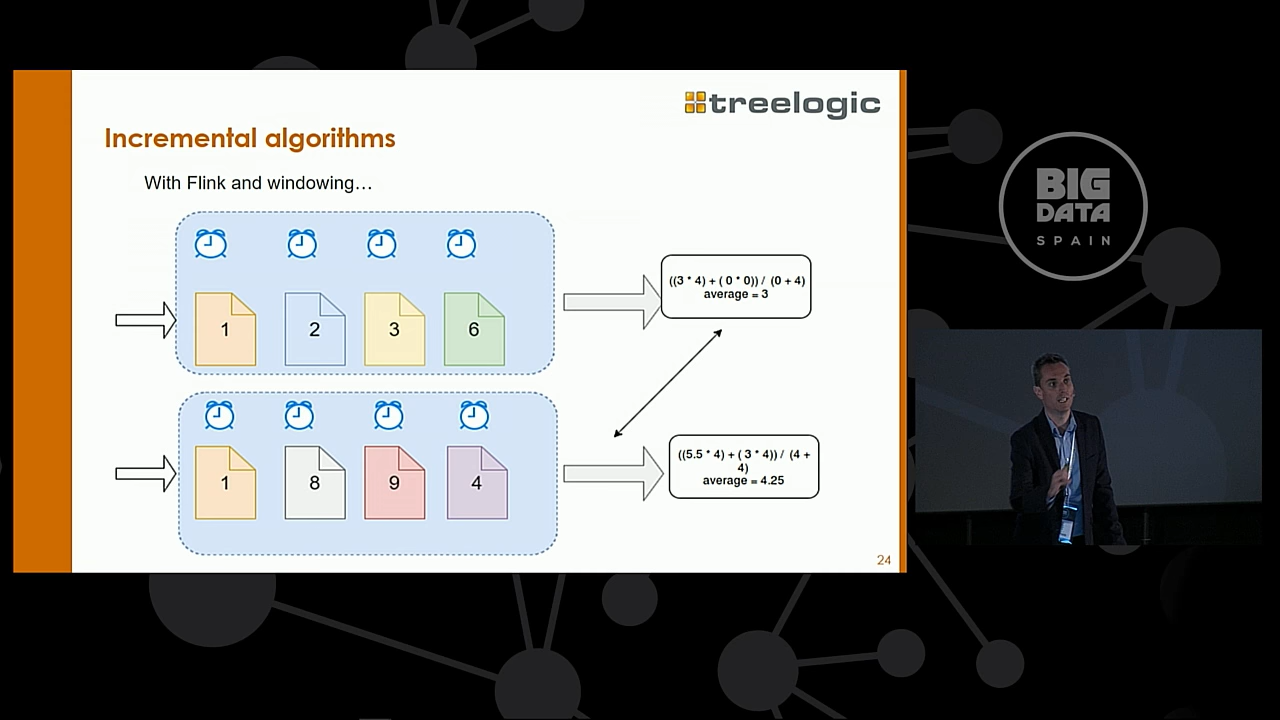 treelogic
Incremental algorithms
With Flink and windowing…
1
2
3
6
((3 * 4) + ( 0 * 0)) / (0 + 4)
average = 3
1
8
9
4
((5.5 * 4) + ( 3 * 4)) / (4 +
4)
average = 4.25
24
BIG
DATA
SPAIN